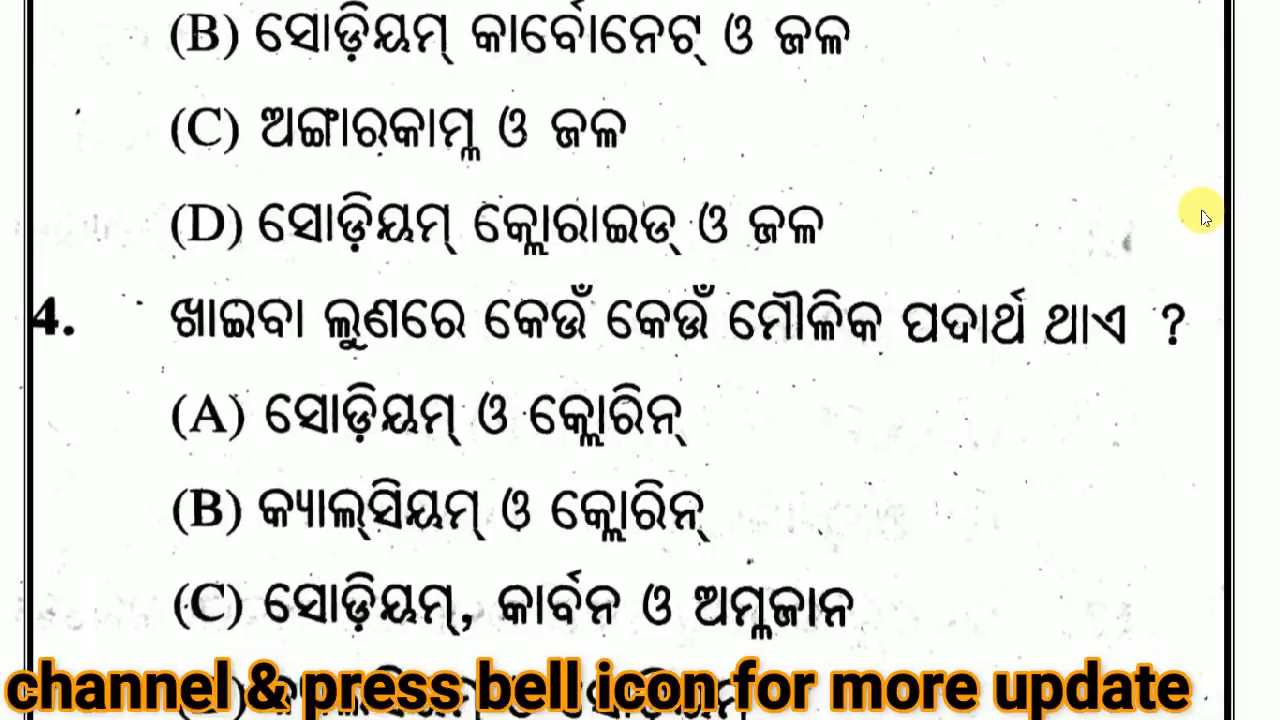 (B) ସୋଡ଼ିୟମ୍ କାର୍ବୋନେଟ୍ ଓ ଜଳ
(C) ଅଙ୍ଗାରକାମ୍ଳ ଓ ଜଳ
(D) ସୋଡ଼ିୟମ୍ କ୍ଲୋରାଇଡ୍ ଓ ଜଳ
4. ଖାଇବା ଲୁଣରେ କେଉଁ କେଉଁ ମୌଳିକ ପଦାର୍ଥ ଥାଏ ?
(A) ସୋଡ଼ିୟମ୍ ଓ କ୍ଲୋରିନ୍
(B) କ୍ୟାଲ୍‌ସିୟମ୍ ଓ କ୍ଲୋରିନ୍
(C) ସୋଡ଼ିୟମ୍, କାର୍ବନ ଓ ଅମ୍ଳଜାନ
channel & press bell icon for more update